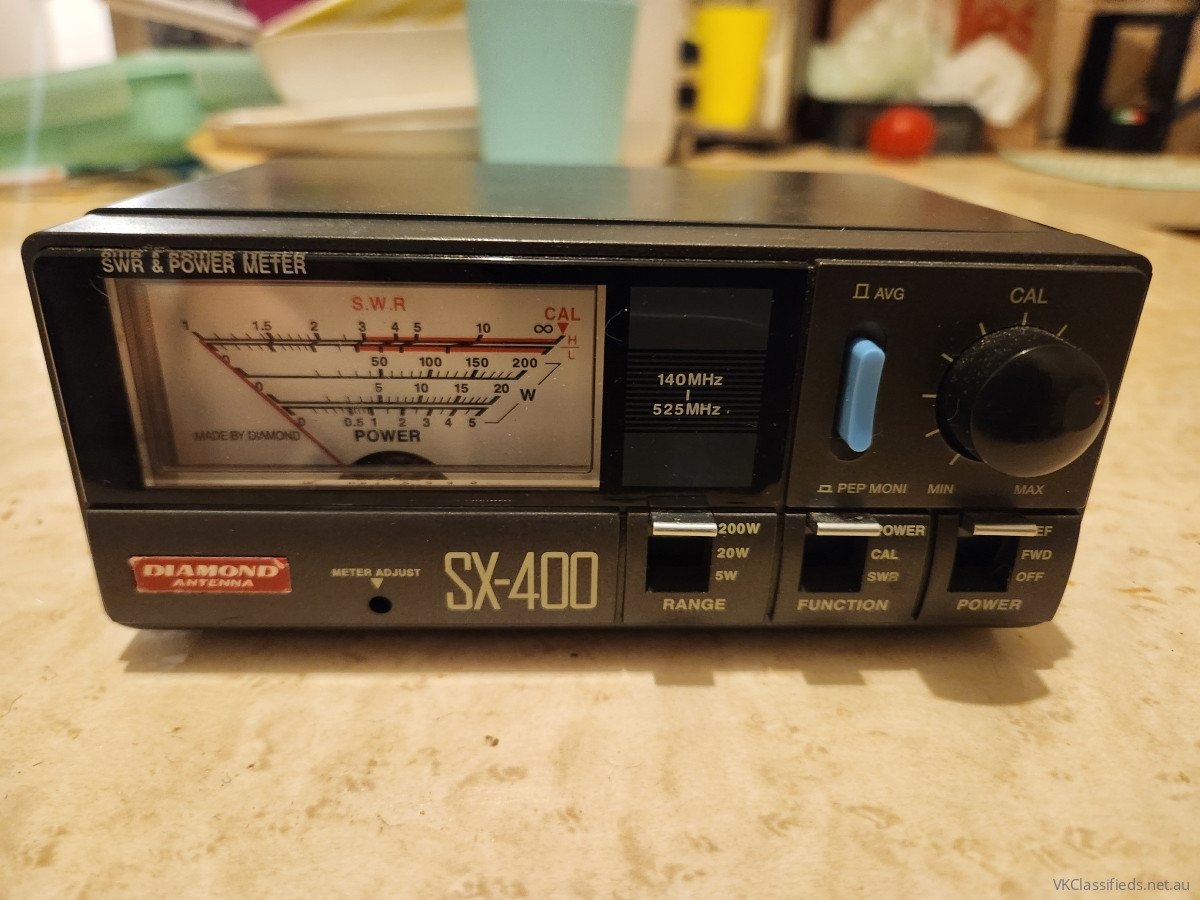 SWR & POWER METER
S.W.R
CAL
1 1.5 2 3 4 5 10 ∞
H
L
50 100 150 200
0
5 10 15 20
0
W
0 0.5 1 2 3 4 5
MADE BY DIAMOND
POWER
140MHz
525MHz
AVG
CAL
PEP MONI
MIN
MAX
DIAMOND
ANTENNA
METER ADJUST
SX-400
200W
20W
5W
RANGE
CAL
SWR
FUNCTION
FWD
OFF
POWER
VKClassifieds.net.au